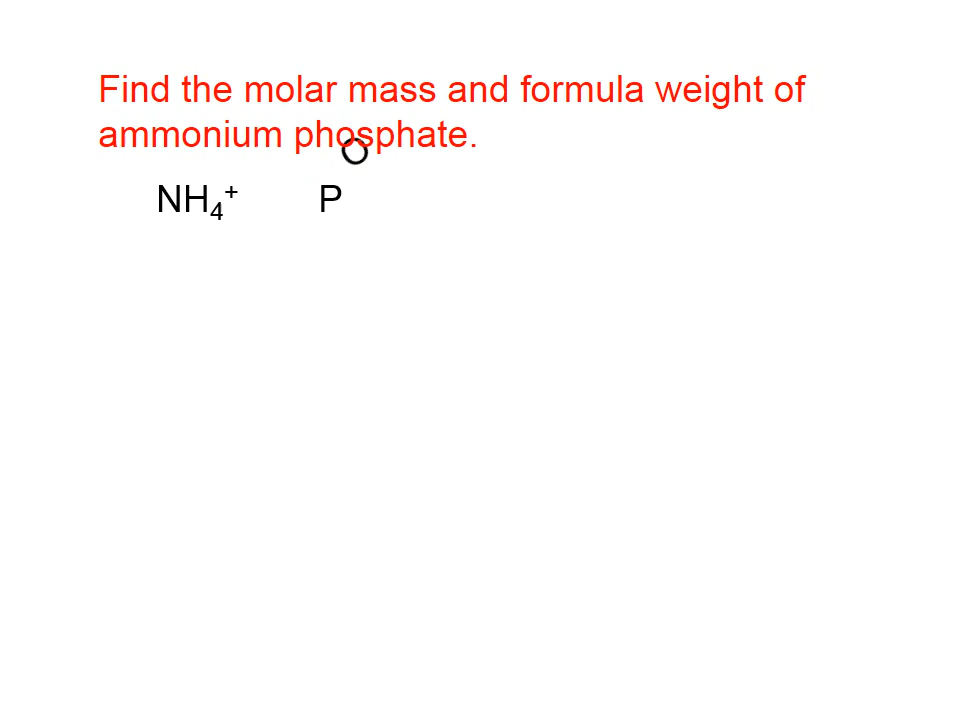 Find the molar mass and formula weight of
ammonium phosphate.
O
NH₄⁺ P